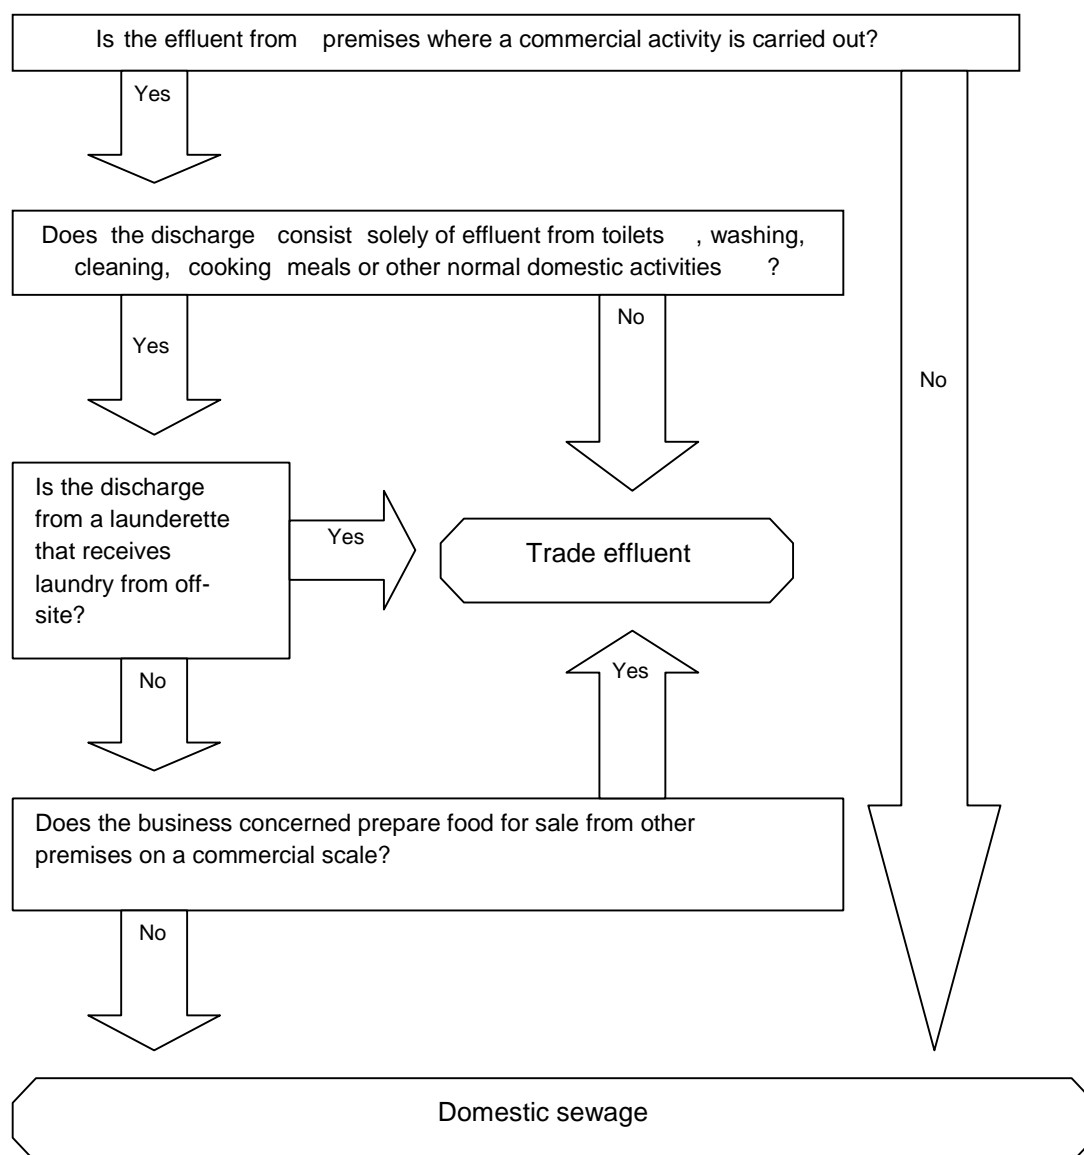 Is the effluent from premises where a commercial activity is carried out?
Yes
Does the discharge consist solely of effluent from toilets , washing,
cleaning, cooking meals or other normal domestic activities ?
No
Yes
No
Is the discharge
from a launderette
that receives
laundry from off-
site?
Yes
Trade effluent
Yes
No
Does the business concerned prepare food for sale from other
premises on a commercial scale?
No
Domestic sewage